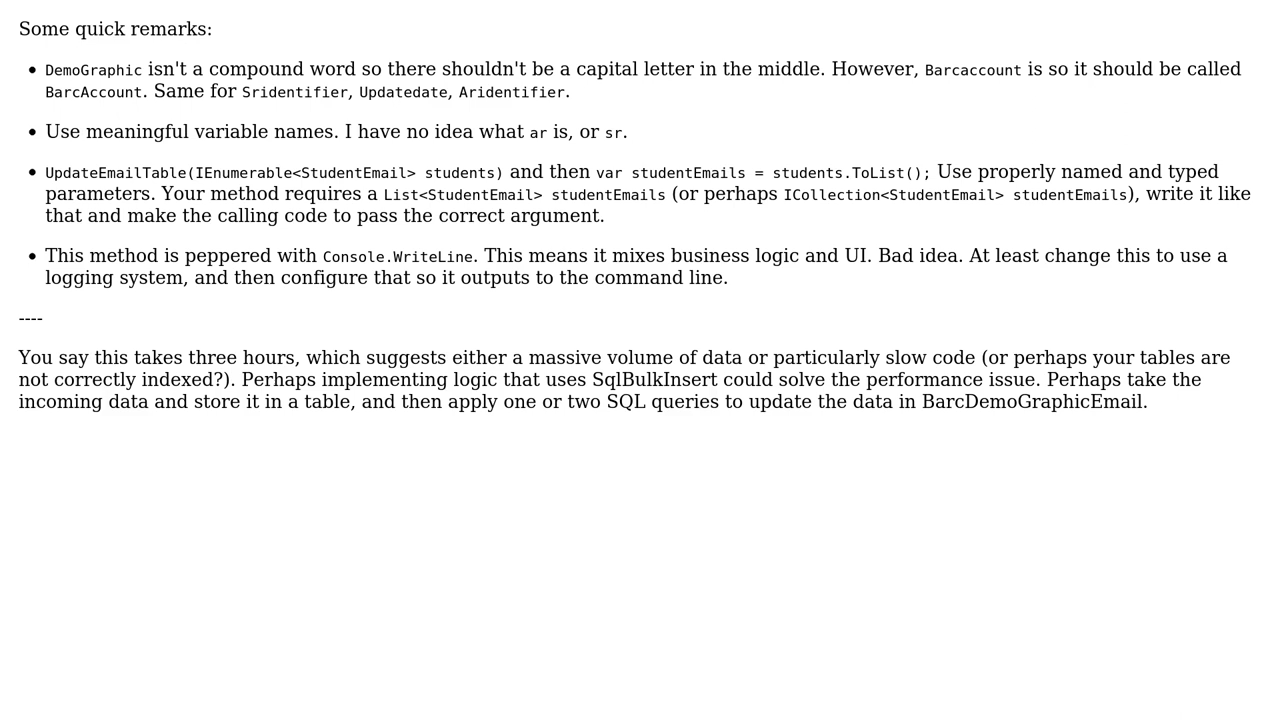 Some quick remarks:
• DemoGraphic isn't a compound word so there shouldn't be a capital letter in the middle. However, Barcaccount is so it should be called
BarcAccount. Same for Sridentifier, Updatedate, Aridentifier.
• Use meaningful variable names. I have no idea what ar is, or sr.
• UpdateEmailTable(IEnumerable<StudentEmail> students) and then var studentEmails = students.ToList(); Use properly named and typed
parameters. Your method requires a List<StudentEmail> studentEmails (or perhaps ICollection<StudentEmail> studentEmails), write it like
that and make the calling code to pass the correct argument.
• This method is peppered with Console.WriteLine. This means it mixes business logic and UI. Bad idea. At least change this to use a
logging system, and then configure that so it outputs to the command line.
----
You say this takes three hours, which suggests either a massive volume of data or particularly slow code (or perhaps your tables are
not correctly indexed?). Perhaps implementing logic that uses SqlBulkInsert could solve the performance issue. Perhaps take the
incoming data and store it in a table, and then apply one or two SQL queries to update the data in BarcDemoGraphicEmail.